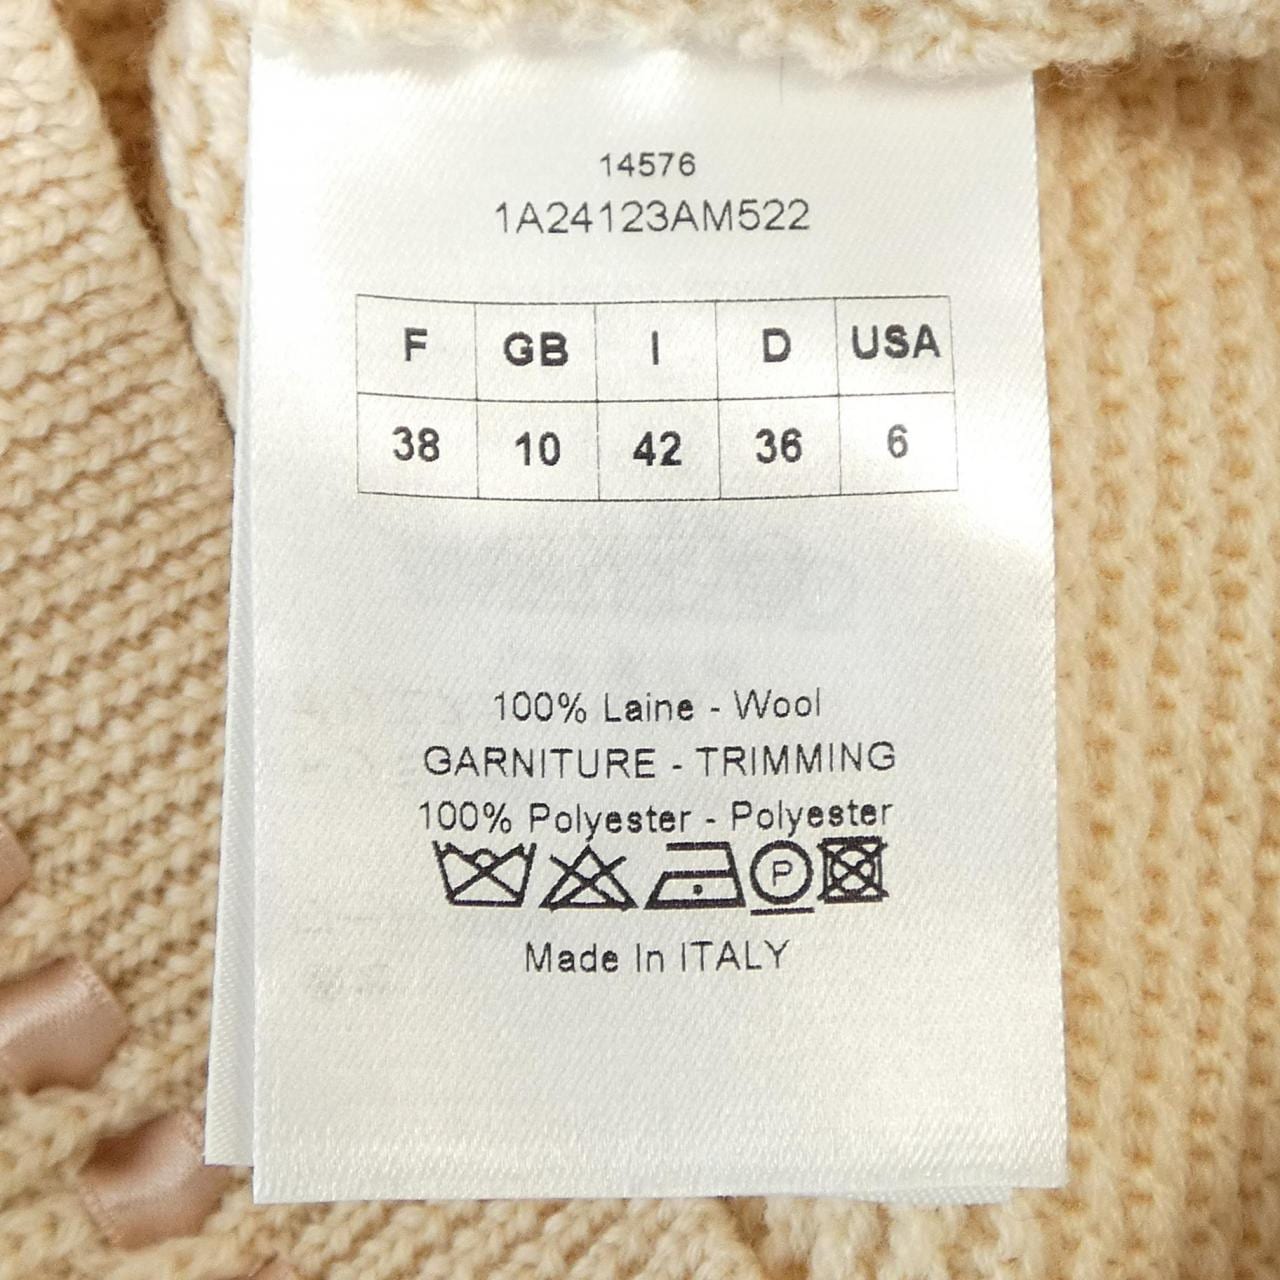 14576
1A24123AM522
F GB I D USA
38 10 42 36 6
100% Laine - Wool
GARNITURE - TRIMMING
100% Polyester - Polyester
P
Made In ITALY